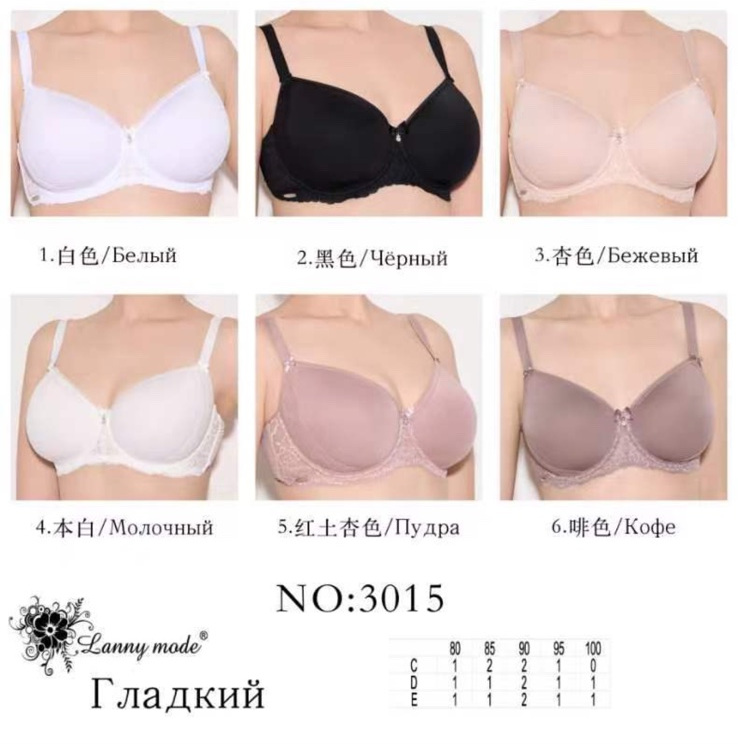 1.白色/Белый
2.黑色/Чёрный
3.杏色/Бежевый
4.本白/Молочный
5.红土杏色/Пудра
6.啡色/Кофе
NO:3015
Lanny mode®
Гладкий
80 85 90 95 100
C 1 2 2 1 0
D 1 1 2 1 1
E 1 1 2 1 1